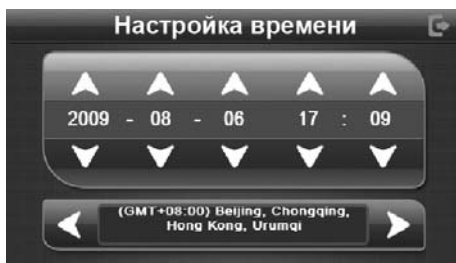 Настройка времени
2009 - 08 - 06 17 : 09
(GMT+08:00) Beijing, Chongqing,
Hong Kong, Urumqi